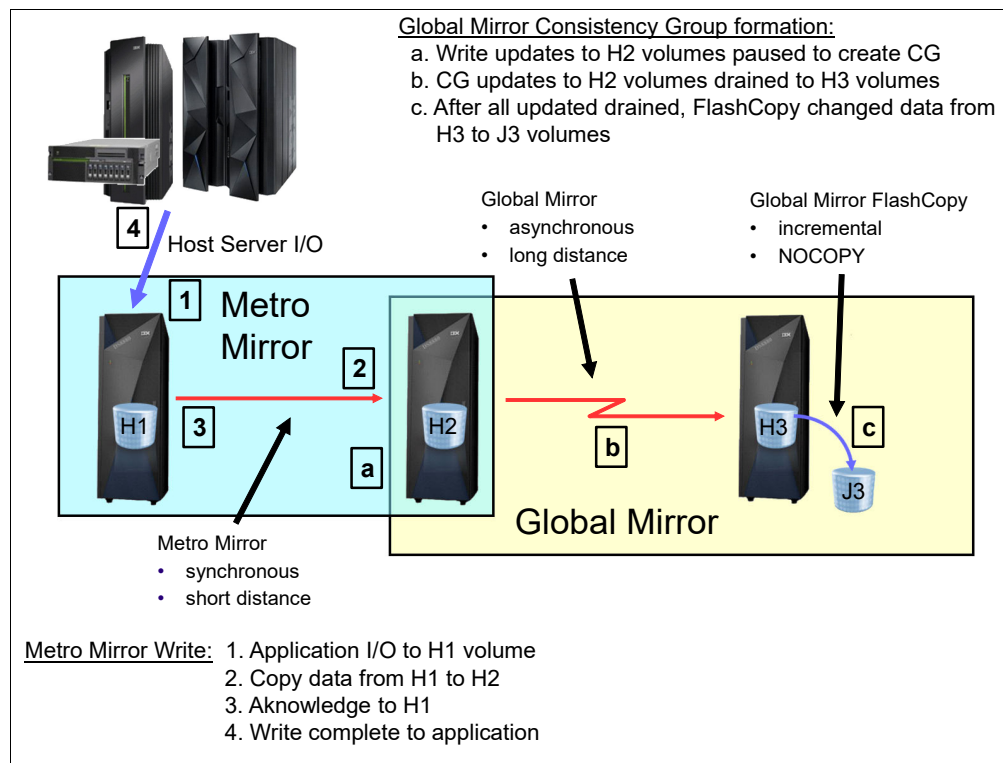 Global Mirror Consistency Group formation:
a. Write updates to H2 volumes paused to create CG
b. CG updates to H2 volumes drained to H3 volumes
c. After all updated drained, FlashCopy changed data from
H3 to J3 volumes
4
Host Server I/O
Global Mirror
• asynchronous
• long distance
Global Mirror FlashCopy
• incremental
• NOCOPY
1
Metro
Mirror
2
H1
3
H2
a
b
H3
c
J3
Global Mirror
Metro Mirror
• synchronous
• short distance
Metro Mirror Write: 1. Application I/O to H1 volume
2. Copy data from H1 to H2
3. Aknowledge to H1
4. Write complete to application